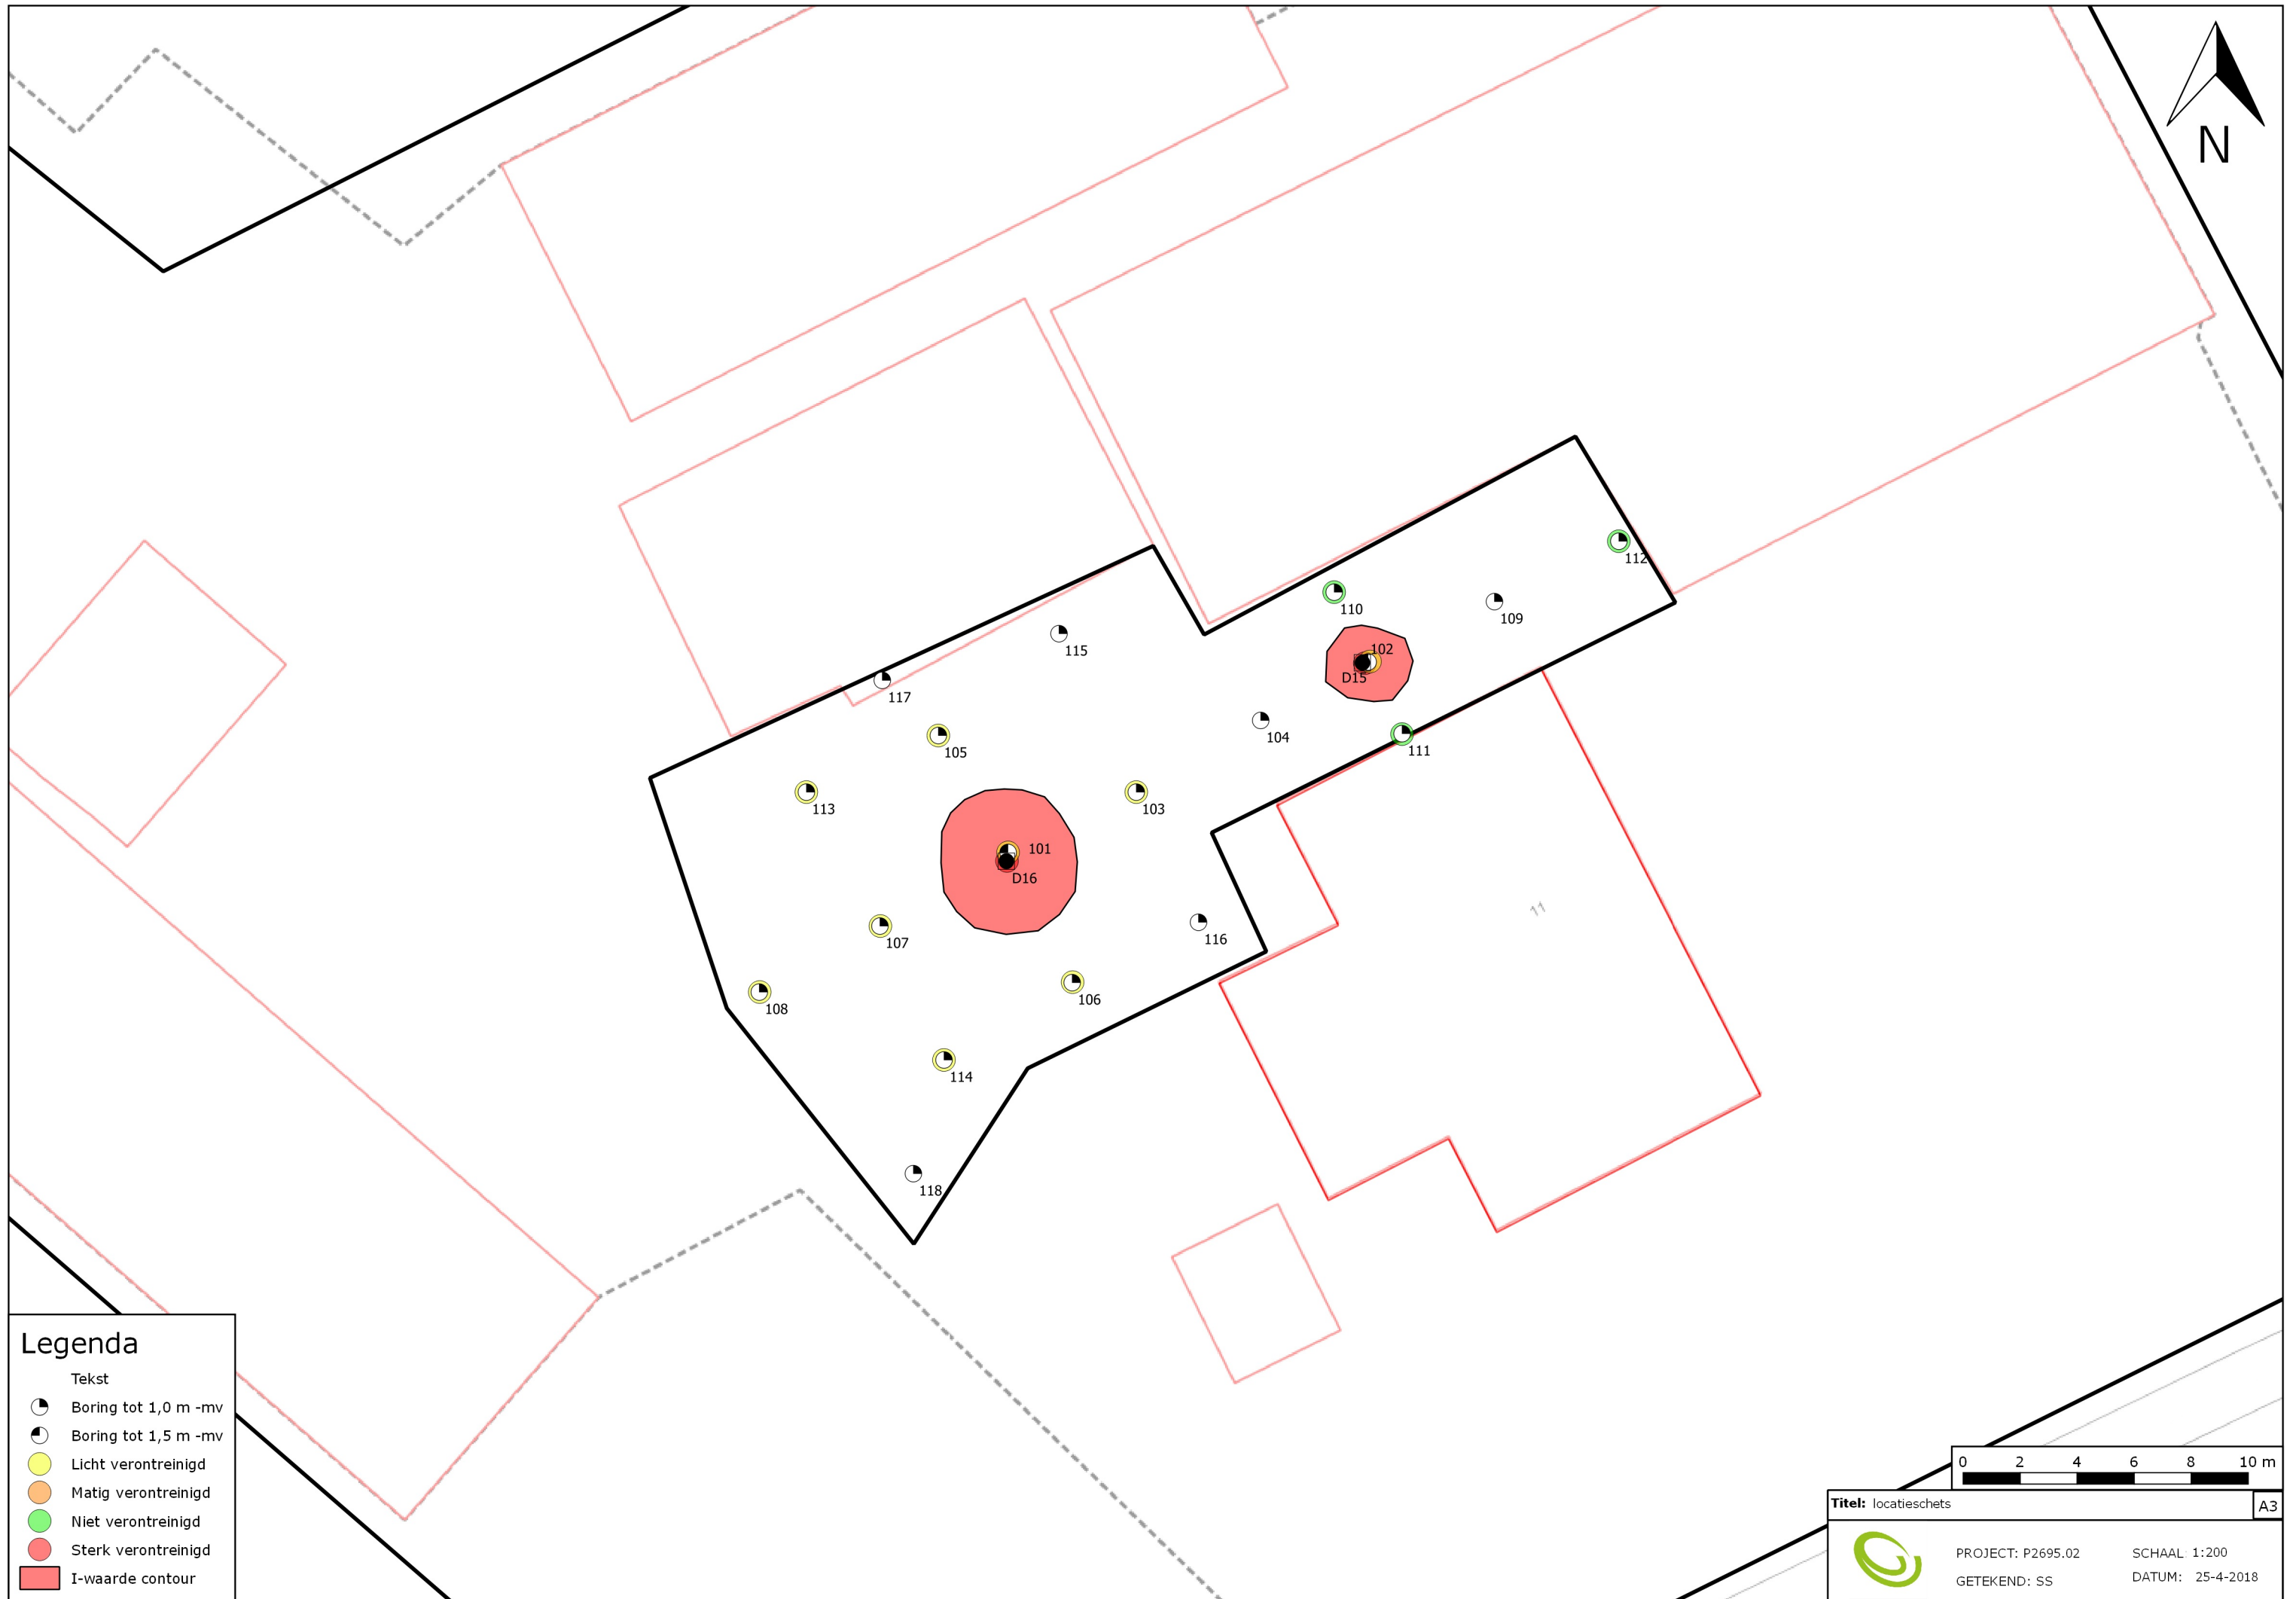 N
112
110
109
102
D15
115
117
104
111
105
113
103
101
D16
107
116
11
108
106
114
118
Legenda
Tekst
Boring tot 1,0 m -mv
Boring tot 1,5 m -mv
Licht verontreinigd
Matig verontreinigd
Niet verontreinigd
Sterk verontreinigd
I-waarde contour
0 2 4 6 8 10 m
Titel: locatieschets A3
PROJECT: P2695.02 SCHAAL: 1:200
GETEKEND: SS DATUM: 25-4-2018